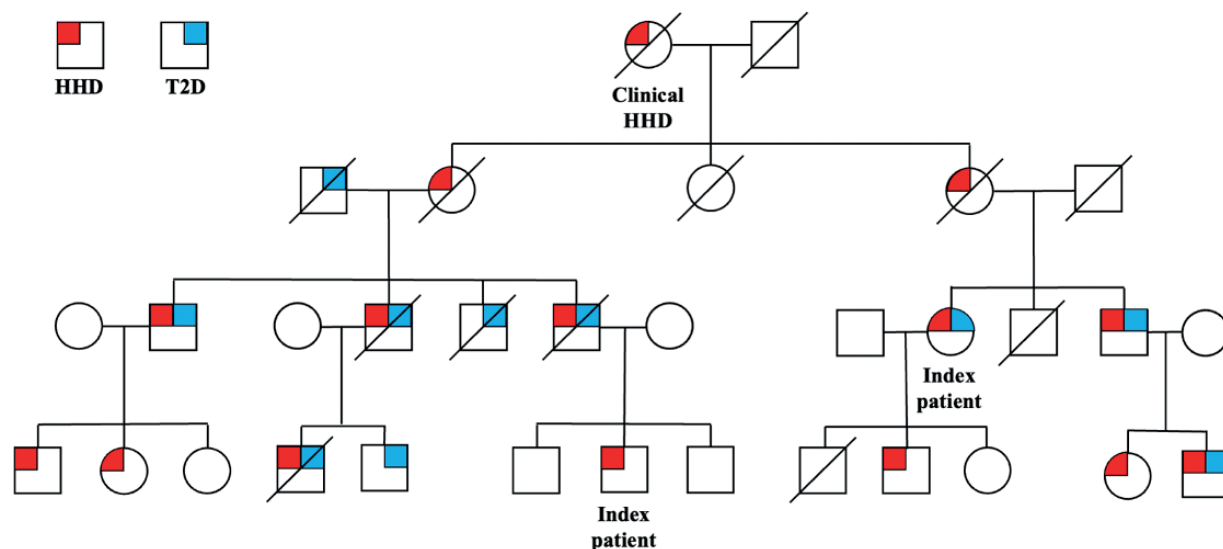 HHD
T2D
Clinical
HHD
Index
patient
Index
patient